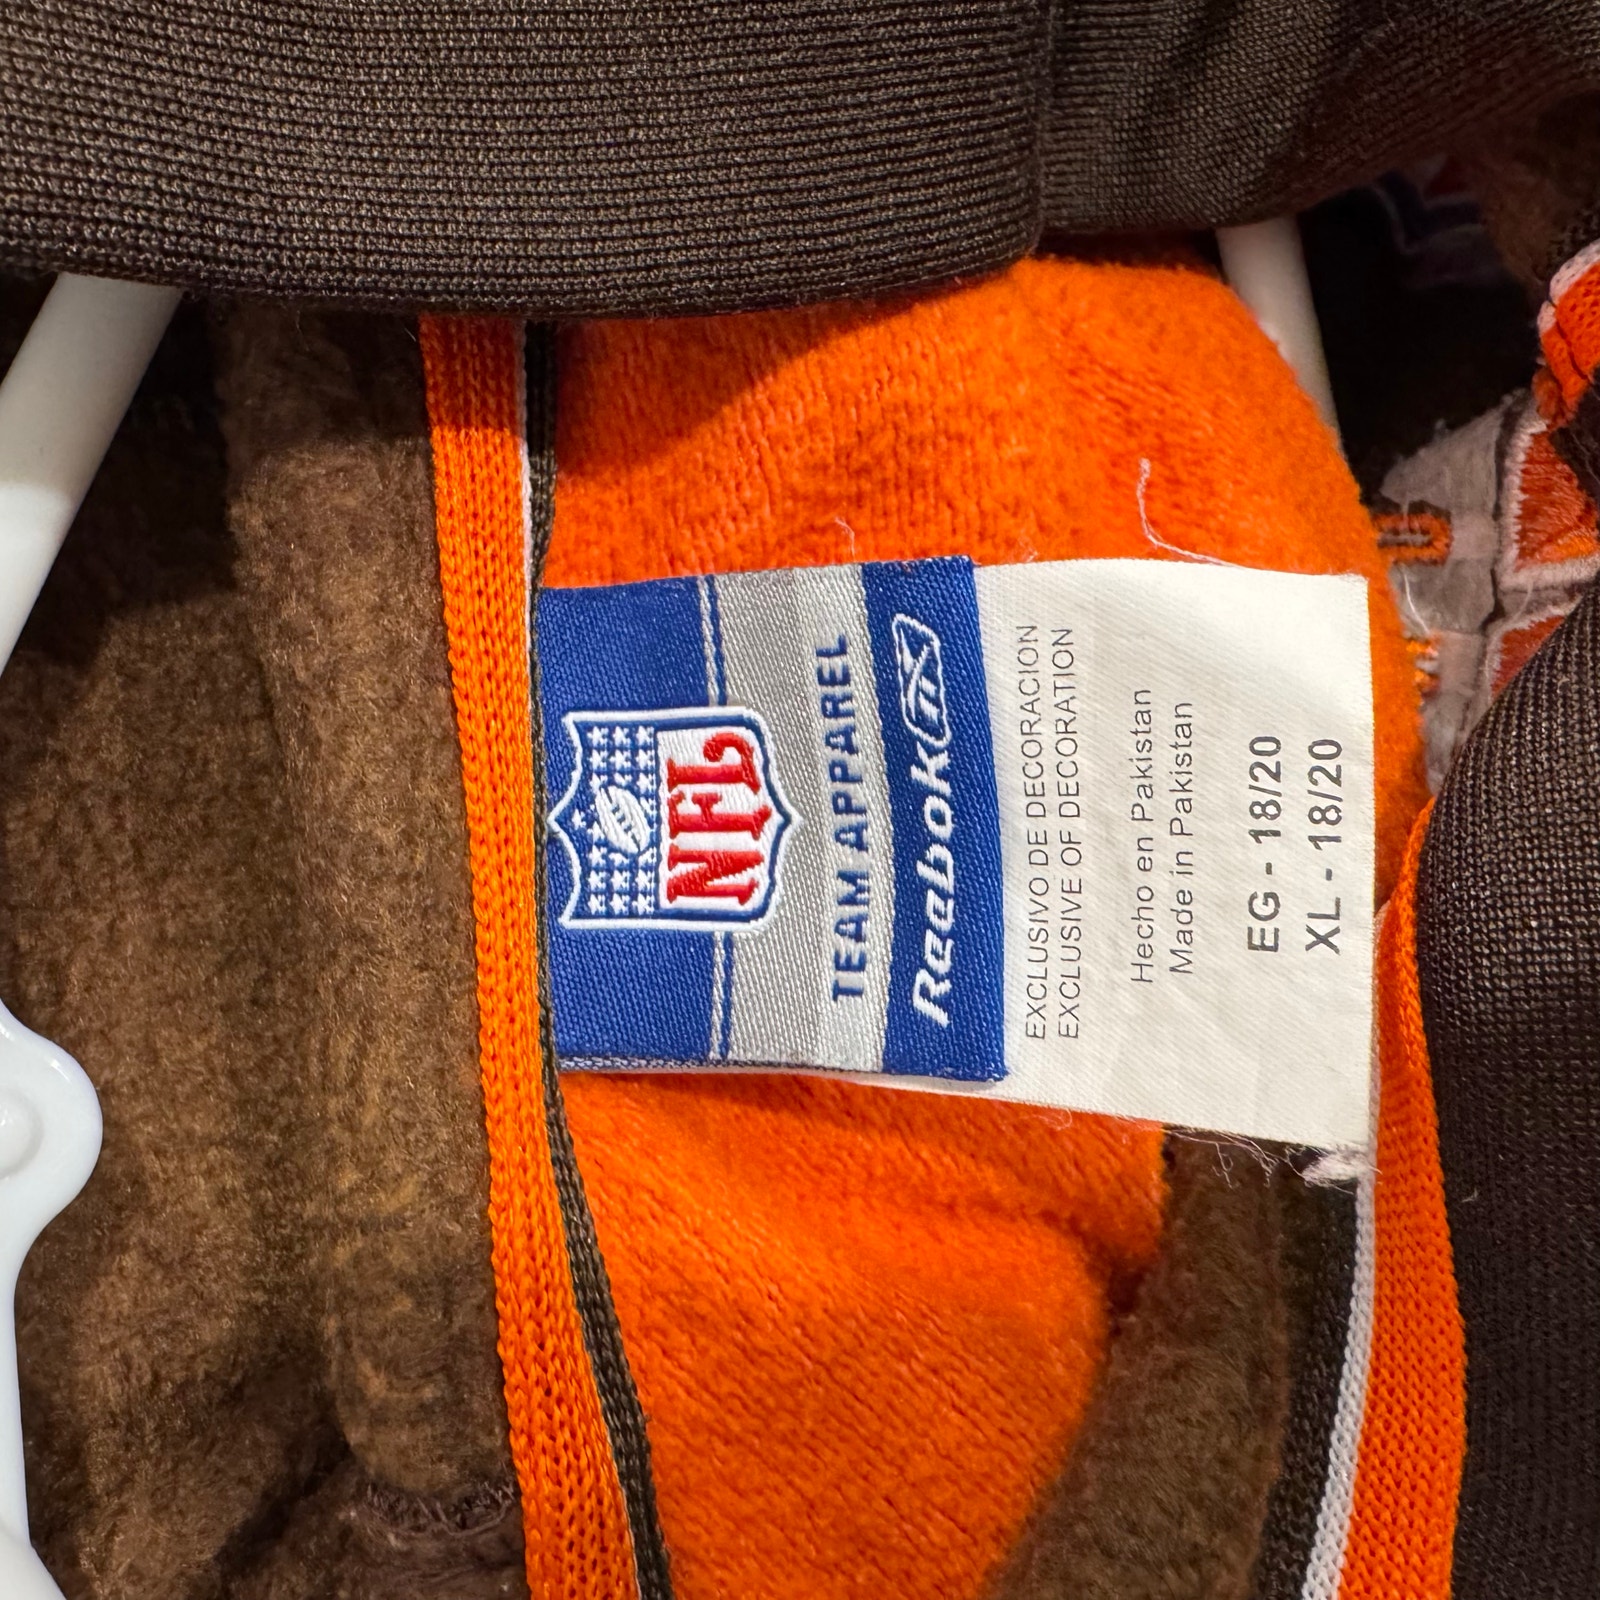 NFL
TEAM APPAREL
Reebok
EXCLUSIVO DE DECORACION
EXCLUSIVE OF DECORATION
Hecho en Pakistan
Made in Pakistan
EG - 18/20
XL - 18/20